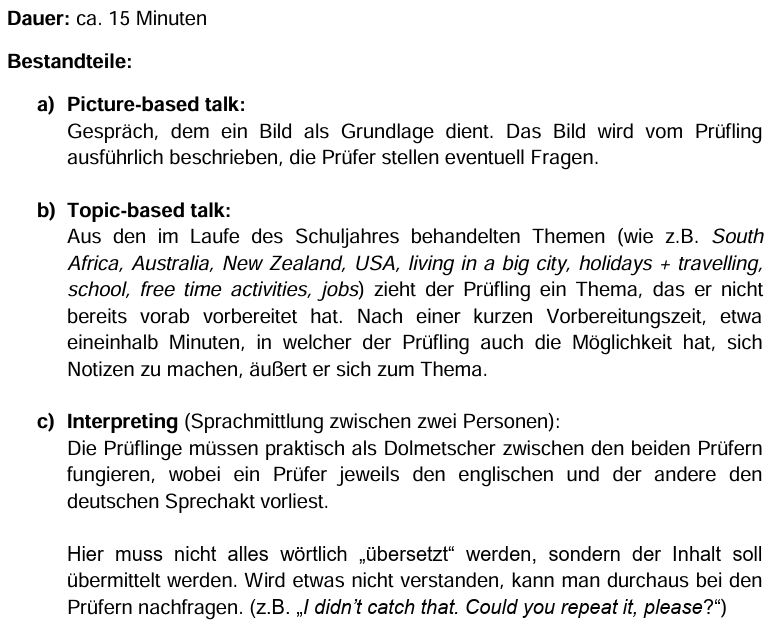 Dauer: ca. 15 Minuten
Bestandteile:
a) Picture-based talk:
Gespräch, dem ein Bild als Grundlage dient. Das Bild wird vom Prüfling
ausführlich beschrieben, die Prüfer stellen eventuell Fragen.
b) Topic-based talk:
Aus den im Laufe des Schuljahres behandelten Themen (wie z.B. South
Africa, Australia, New Zealand, USA, living in a big city, holidays + travelling,
school, free time activities, jobs) zieht der Prüfling ein Thema, das er nicht
bereits vorab vorbereitet hat. Nach einer kurzen Vorbereitungszeit, etwa
eineinhalb Minuten, in welcher der Prüfling auch die Möglichkeit hat, sich
Notizen zu machen, äußert er sich zum Thema.
c) Interpreting (Sprachmittlung zwischen zwei Personen):
Die Prüflinge müssen praktisch als Dolmetscher zwischen den beiden Prüfern
fungieren, wobei ein Prüfer jeweils den englischen und der andere den
deutschen Sprechakt vorliest.
Hier muss nicht alles wörtlich „übersetzt“ werden, sondern der Inhalt soll
übermittelt werden. Wird etwas nicht verstanden, kann man durchaus bei den
Prüfern nachfragen. (z.B. „I didn’t catch that. Could you repeat it, please?“)